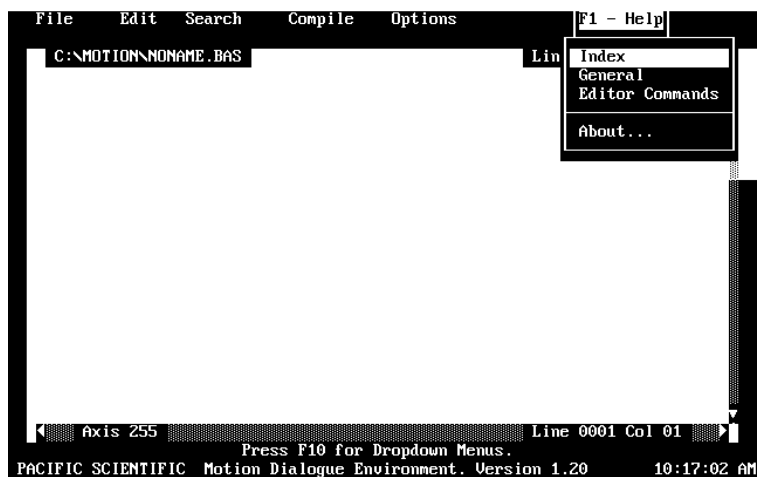 File Edit Search Compile Options F1 - Help
C:\MOTION\NONAME.BAS Lin
Index
General
Editor Commands
About...
Axis 255 Line 0001 Col 01
Press F10 for Dropdown Menus.
PACIFIC SCIENTIFIC Motion Dialogue Environment. Version 1.20 10:17:02 AM